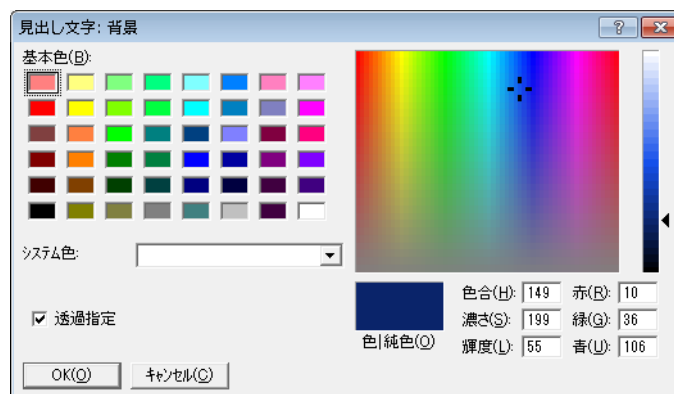 見出し文字: 背景
基本色(B):
システム色:
透過指定
OK(O)
キャンセル(C)
色|純色(O)
色合(H): 149
濃さ(S): 199
輝度(L): 55
赤(R): 10
緑(G): 36
青(U): 106